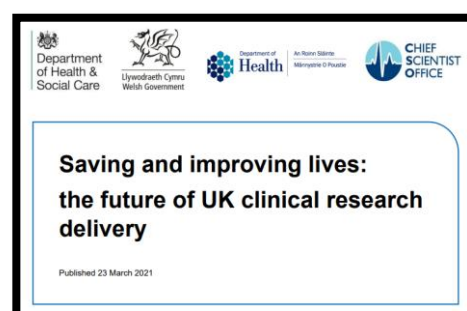 Department
of Health &
Social Care
Llywodraeth Cymru
Welsh Government
Department of
Health
An Roinn Sláinte
Männystrie O Poustie
CHIEF
SCIENTIST
OFFICE
Saving and improving lives:
the future of UK clinical research
delivery
Published 23 March 2021